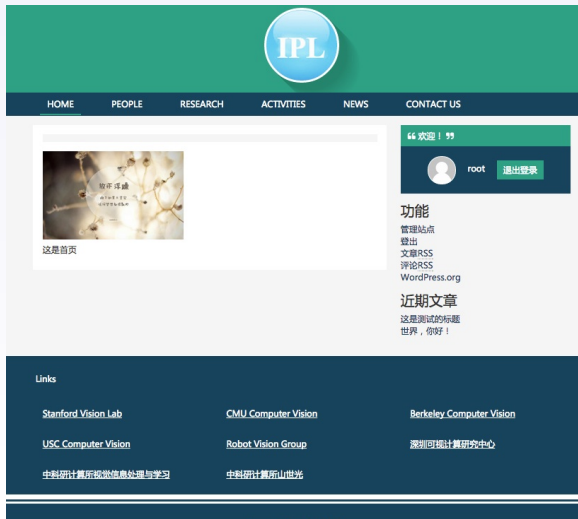 IPL
HOME PEOPLE RESEARCH ACTIVITIES NEWS CONTACT US
这是首页
❝ 欢迎！ ❞
root 退出登录
功能
管理站点
登出
文章RSS
评论RSS
WordPress.org
近期文章
这是测试的标题
世界，你好！
Links
Stanford Vision Lab CMU Computer Vision Berkeley Computer Vision
USC Computer Vision Robot Vision Group 深圳可视计算研究中心
中科研计算所视觉信息处理与学习 中科研计算所山世光